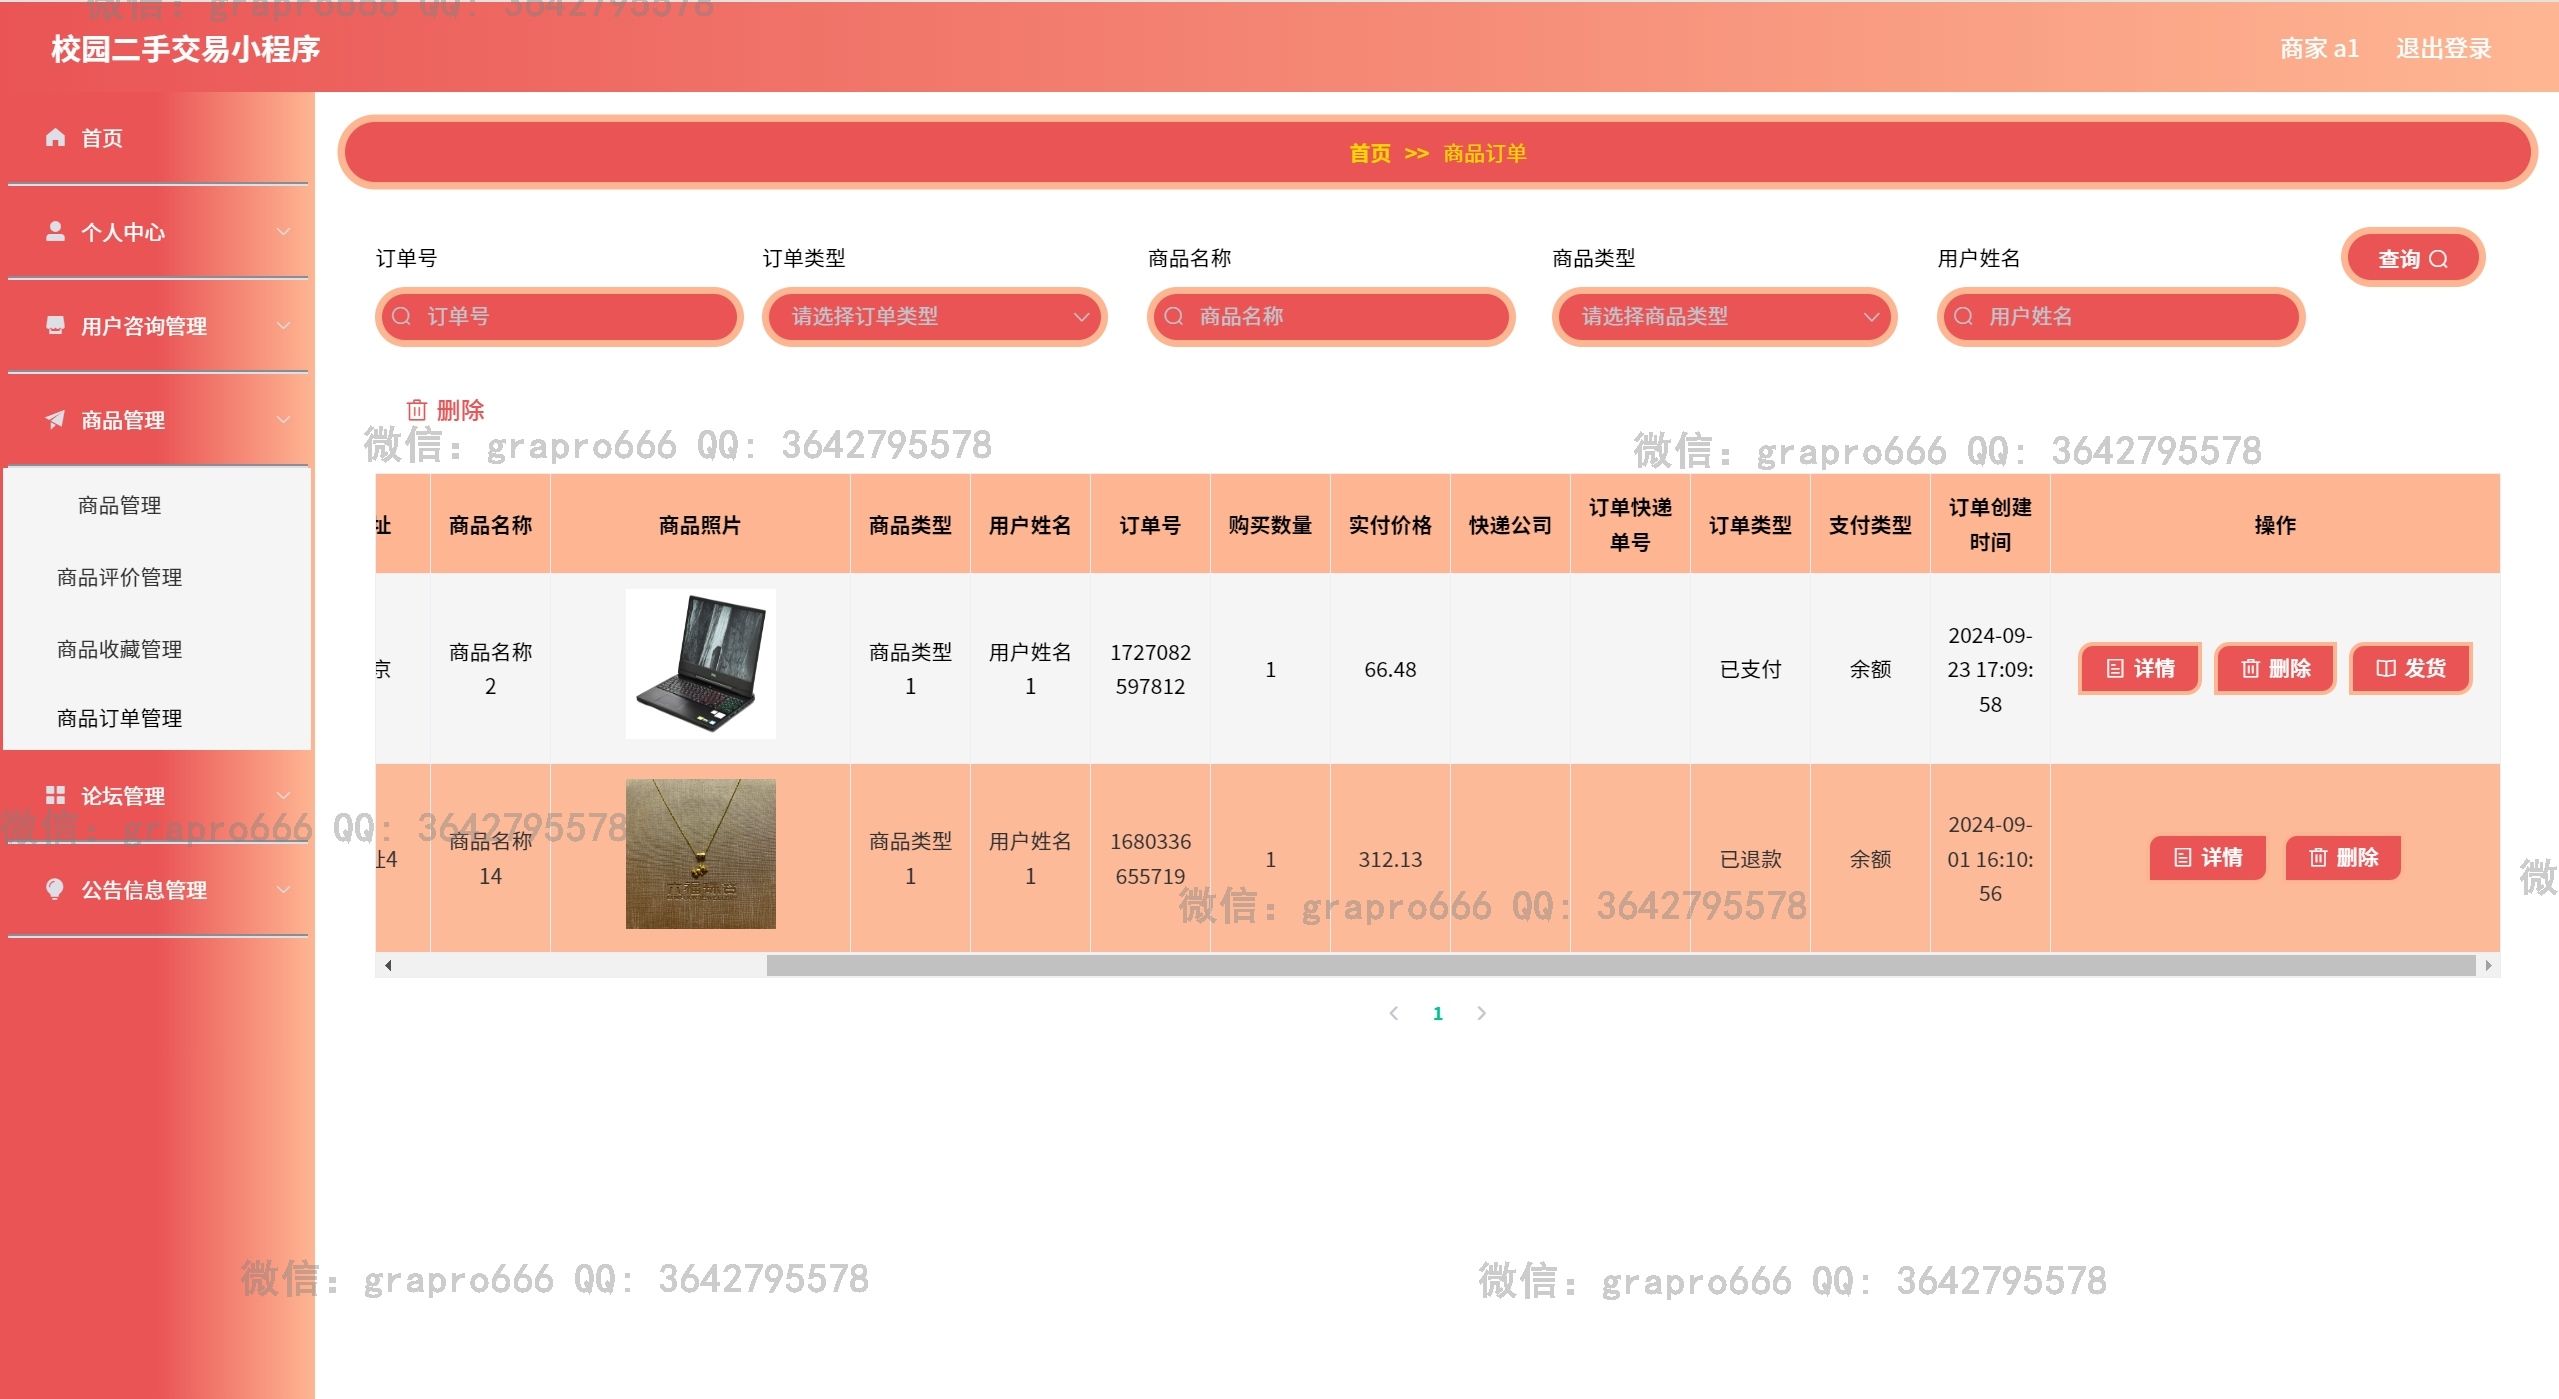 微信: grapro666 QQ: 3642795578
校园二手交易小程序
商家 a1 退出登录
首页
个人中心
用户咨询管理
商品管理
商品管理
商品评价管理
商品收藏管理
商品订单管理
论坛管理
公告信息管理
首页 >> 商品订单
订单号 订单类型 商品名称 商品类型 用户姓名 查询
订单号 请选择订单类型 商品名称 请选择商品类型 用户姓名
删除
微信: grapro666 QQ: 3642795578
微信: grapro666 QQ: 3642795578
址 商品名称 商品照片 商品类型 用户姓名 订单号 购买数量 实付价格 快递公司 订单快递单号 订单类型 支付类型 订单创建时间 操作
京 商品名称2 商品类型1 用户姓名1 1727082597812 1 66.48 已支付 余额 2024-09-23 17:09:58 详情 删除 发货
址4 商品名称14 商品类型1 用户姓名1 1680336655719 1 312.13 已退款 余额 2024-09-01 16:10:56 详情 删除
六福珠宝
微信: grapro666 QQ: 3642795578
微信: grapro666 QQ: 3642795578
微
1
微信: grapro666 QQ: 3642795578
微信: grapro666 QQ: 3642795578